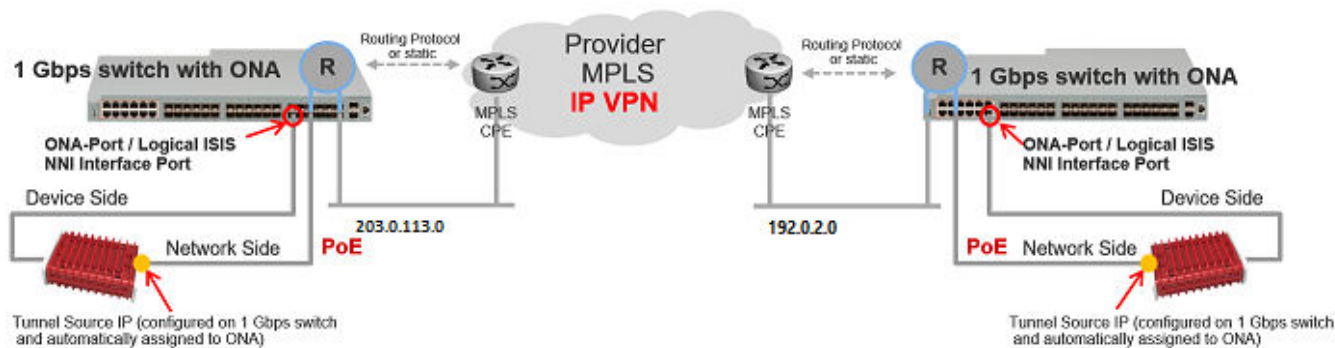 1 Gbps switch with ONA
R
Routing Protocol
or static
MPLS
CPE
Provider
MPLS
IP VPN
Routing Protocol
or static
MPLS
CPE
R
1 Gbps switch with ONA
ONA-Port / Logical ISIS
NNI Interface Port
ONA-Port / Logical ISIS
NNI Interface Port
Device Side
Device Side
203.0.113.0
192.0.2.0
Network Side
PoE
PoE
Network Side
Tunnel Source IP (configured on 1 Gbps switch
and automatically assigned to ONA)
Tunnel Source IP (configured on 1 Gbps switch
and automatically assigned to ONA)